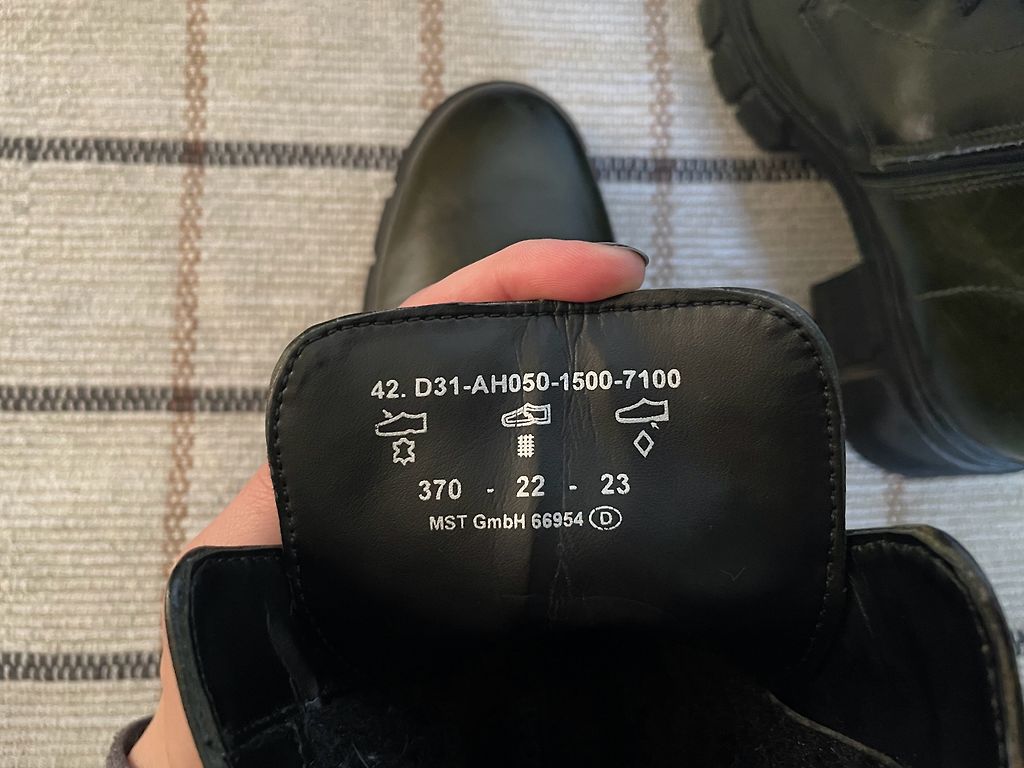 42. D31-AH050-1500-7100
370 - 22 - 23
MST GmbH 66954 D